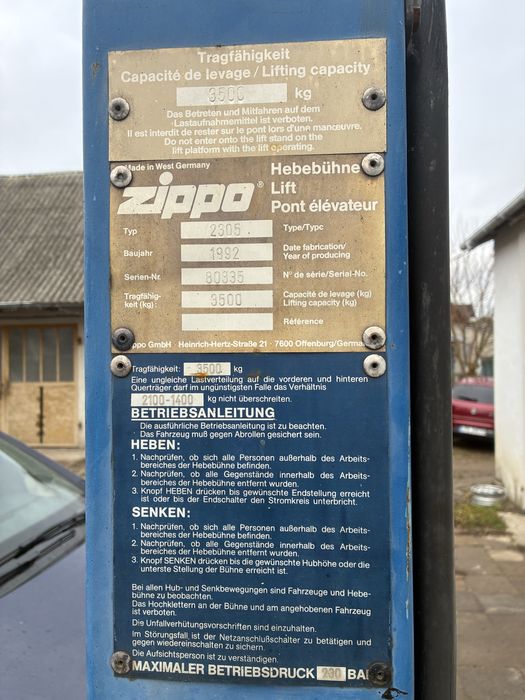 Tragfähigkeit
Capacité de levage / Lifting capacity
3500 kg
Das Betreten und Mitfahren auf dem
Lastaufnahmemittel ist verboten.
Il est interdit de rester sur le pont lors d'une manœuvre.
Do not enter onto the lift stand on the
lift platform with the lift operating.
Made in West Germany
zippo®
Hebebühne
Lift
Pont élévateur
Typ 2305 Type/Typc
Baujahr 1992 Date fabrication/
Year of producing
Serien-Nr. 80335 N° de série/Serial-No.
Tragfähig-
keit (kg): 3500 Capacité de levage (kg)
Lifting capacity (kg)
Référence
ppo GmbH Heinrich-Hertz-Straße 21 7600 Offenburg/Germa
Tragfähigkeit: 3500 kg
Eine ungleiche Lastverteilung auf die vorderen und hinteren
Querträger darf im ungünstigsten Falle das Verhältnis
2100-1400 kg nicht überschreiten.
BETRIEBSANLEITUNG
Die ausführliche Betriebsanleitung ist zu beachten.
Das Fahrzeug muß gegen Abrollen gesichert sein.
HEBEN:
1. Nachprüfen, ob sich alle Personen außerhalb des Arbeits-
bereiches der Hebebühne befinden.
2. Nachprüfen, ob alle Gegenstände innerhalb des Arbeits-
bereiches der Hebebühne entfernt wurden.
3. Knopf HEBEN drücken bis gewünschte Endstellung erreicht
ist oder bis der Endschalter den Stromkreis unterbricht.
SENKEN:
1. Nachprüfen, ob sich alle Personen außerhalb des Arbeits-
bereiches der Hebebühne befinden.
2. Nachprüfen, ob alle Gegenstände innerhalb des Arbeits-
bereiches der Hebebühne entfernt wurden.
3. Knopf SENKEN drücken bis die gewünschte Hubhöhe oder die
unterste Stellung der Bühne erreicht ist.
Bei allen Hub- und Senkbewegungen sind Fahrzeuge und Hebe-
bühne zu beobachten.
Das Hochklettern an der Bühne und am angehobenen Fahrzeug
ist verboten.
Die Unfallverhütungsvorschriften sind einzuhalten.
Im Störungsfall ist der Netzanschlußschalter zu betätigen und
gegen wiedereinschalten zu sichern.
Die Aufsichtsperson ist zu verständigen.
MAXIMALER BETRIEBSDRUCK 230 BA